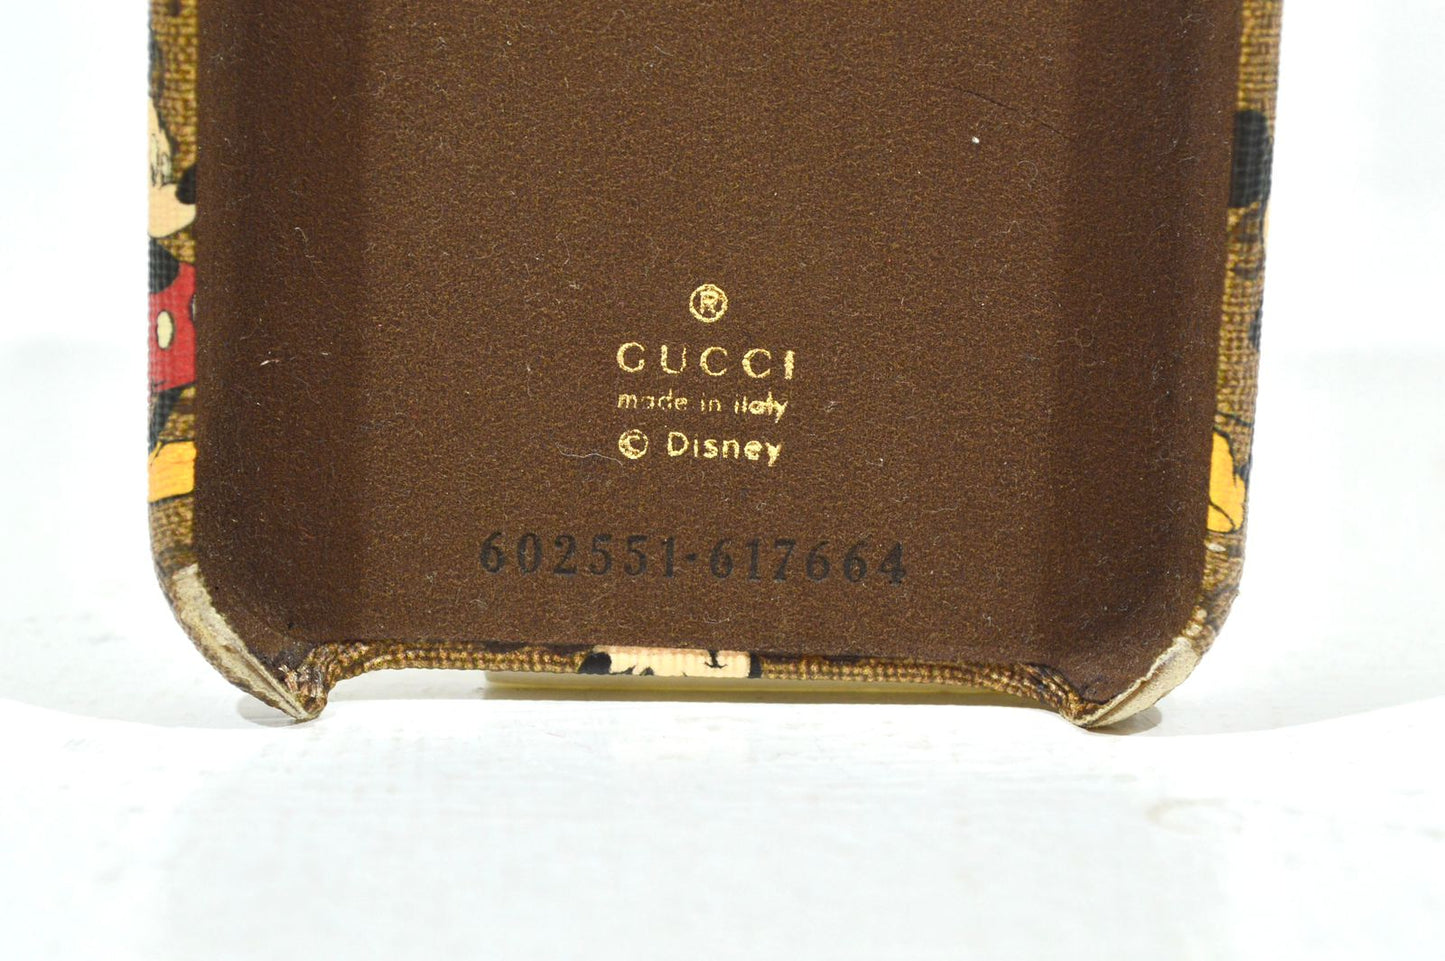 ®
GUCCI
made in italy
© Disney
602551·617664